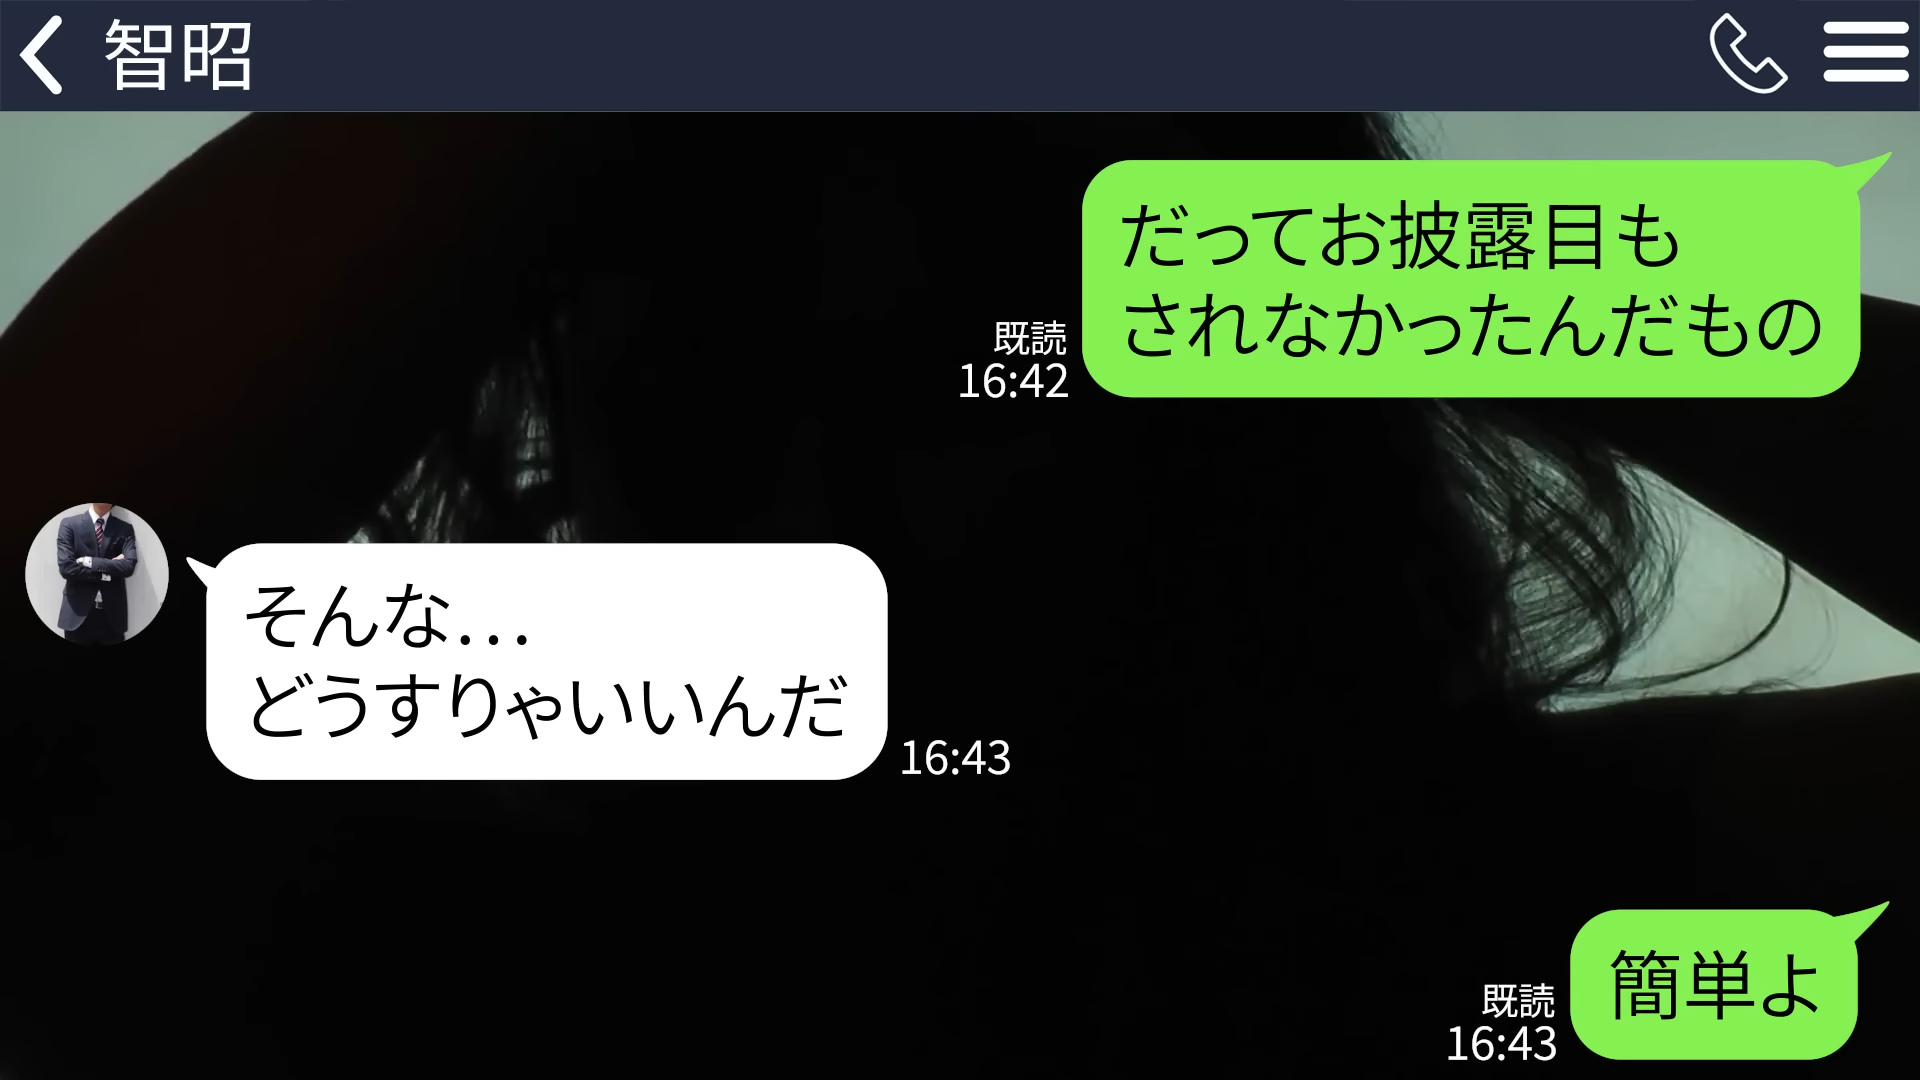 智昭
だってお披露目も
されなかったんだもの
既読
16:42
そんな…
どうすりゃいいんだ
16:43
簡単よ
既読
16:43